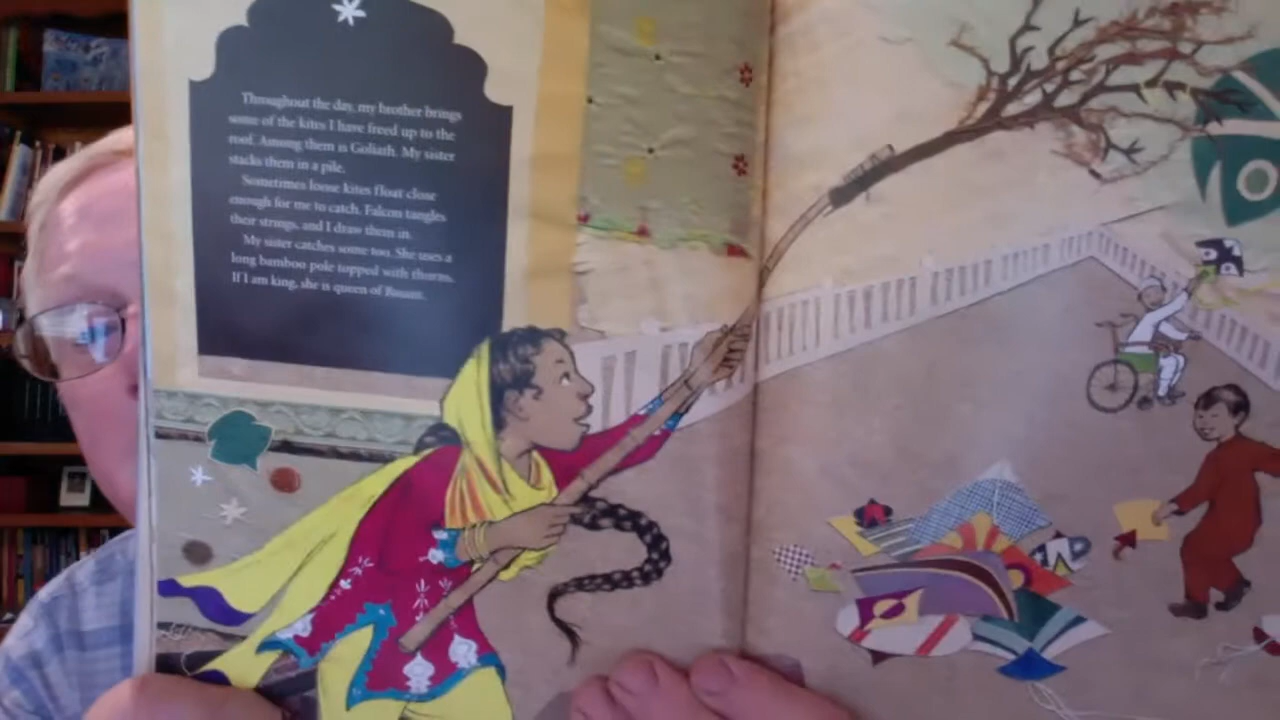 Throughout the day, my brother brings
some of the kites I have freed up to the
roof. Among them is Goliath. My sister
stacks them in a pile.
Sometimes loose kites float close
enough for me to catch. Falcon tangles
their strings, and I draw them in.
My sister catches some too. She uses a
long bamboo pole topped with thorns.
If I am king, she is queen of Basant.